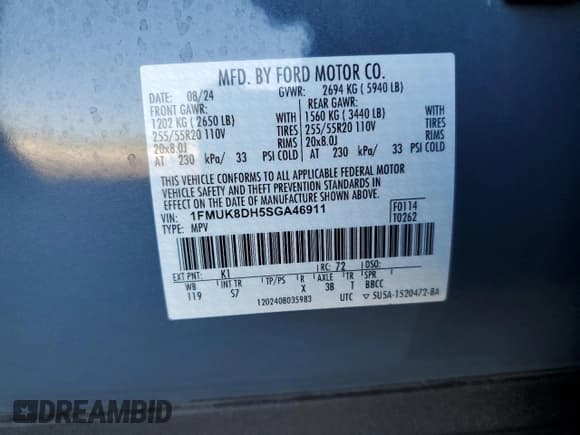 MFD. BY FORD MOTOR CO.
DATE: 08/24 GVWR: 2694 KG ( 5940 LB)
FRONT GAWR: REAR GAWR:
1202 KG ( 2650 LB) WITH 1560 KG ( 3440 LB) WITH
255/55R20 110V TIRES 255/55R20 110V TIRES
20x8.0J RIMS 20x8.0J RIMS
AT 230 kPa/ 33 PSI COLD AT 230 kPa/ 33 PSI COLD
THIS VEHICLE CONFORMS TO ALL APPLICABLE FEDERAL MOTOR
VEHICLE SAFETY AND THEFT PREVENTION STANDARDS IN
EFFECT ON THE DATE OF MANUFACTURE SHOWN ABOVE.
VIN: 1FMUK8DH5SGA46911 F0114
TYPE: MPV T0262
EXT PNT: K1 RC: 72
WB INT TR TP/PS R AXLE TR SPR
119 S7 X 3B T BBCC
1202408035983 UTC ▽ 5USA-1520472-BA
DREAMBID